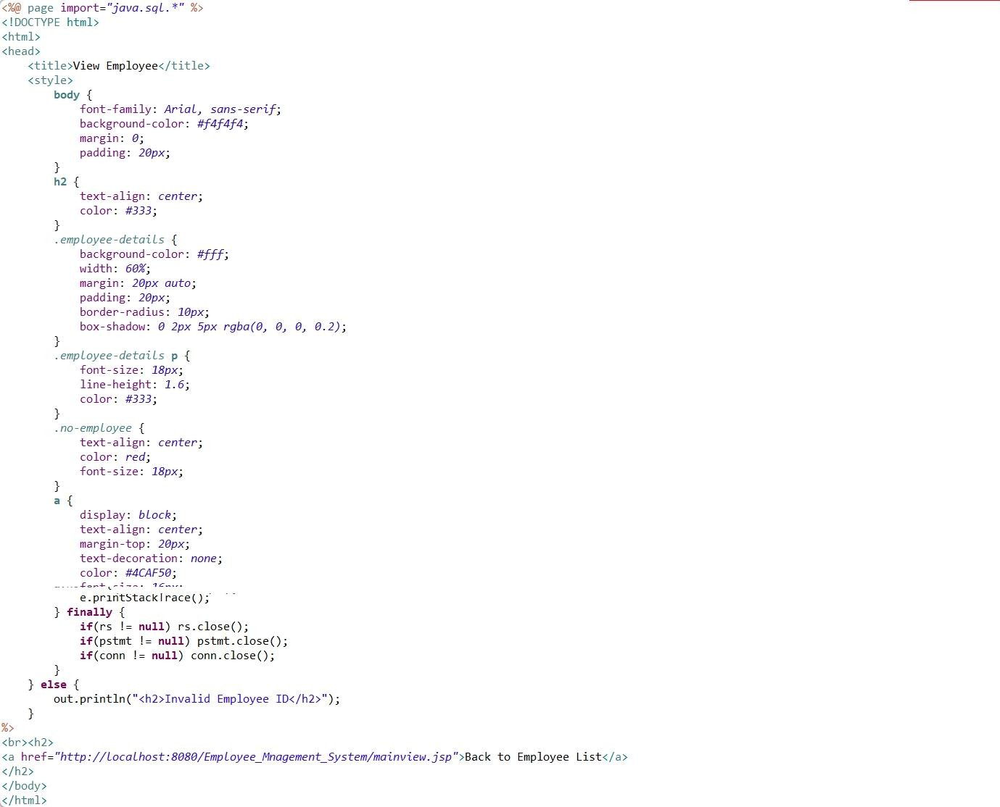 <%@ page import="java.sql.*" %>
<!DOCTYPE html>
<html>
<head>
    <title>View Employee</title>
    <style>
        body {
            font-family: Arial, sans-serif;
            background-color: #f4f4f4;
            margin: 0;
            padding: 20px;
        }
        h2 {
            text-align: center;
            color: #333;
        }
        .employee-details {
            background-color: #fff;
            width: 60%;
            margin: 20px auto;
            padding: 20px;
            border-radius: 10px;
            box-shadow: 0 2px 5px rgba(0, 0, 0, 0.2);
        }
        .employee-details p {
            font-size: 18px;
            line-height: 1.6;
            color: #333;
        }
        .no-employee {
            text-align: center;
            color: red;
            font-size: 18px;
        }
        a {
            display: block;
            text-align: center;
            margin-top: 20px;
            text-decoration: none;
            color: #4CAF50;
            e.printStackTrace();
        } finally {
            if(rs != null) rs.close();
            if(pstmt != null) pstmt.close();
            if(conn != null) conn.close();
        }
    } else {
        out.println("<h2>Invalid Employee ID</h2>");
    }
%>
<br><h2>
<a href="http://localhost:8080/Employee_Mnagement_System/mainview.jsp">Back to Employee List</a>
</h2>
</body>
</html>